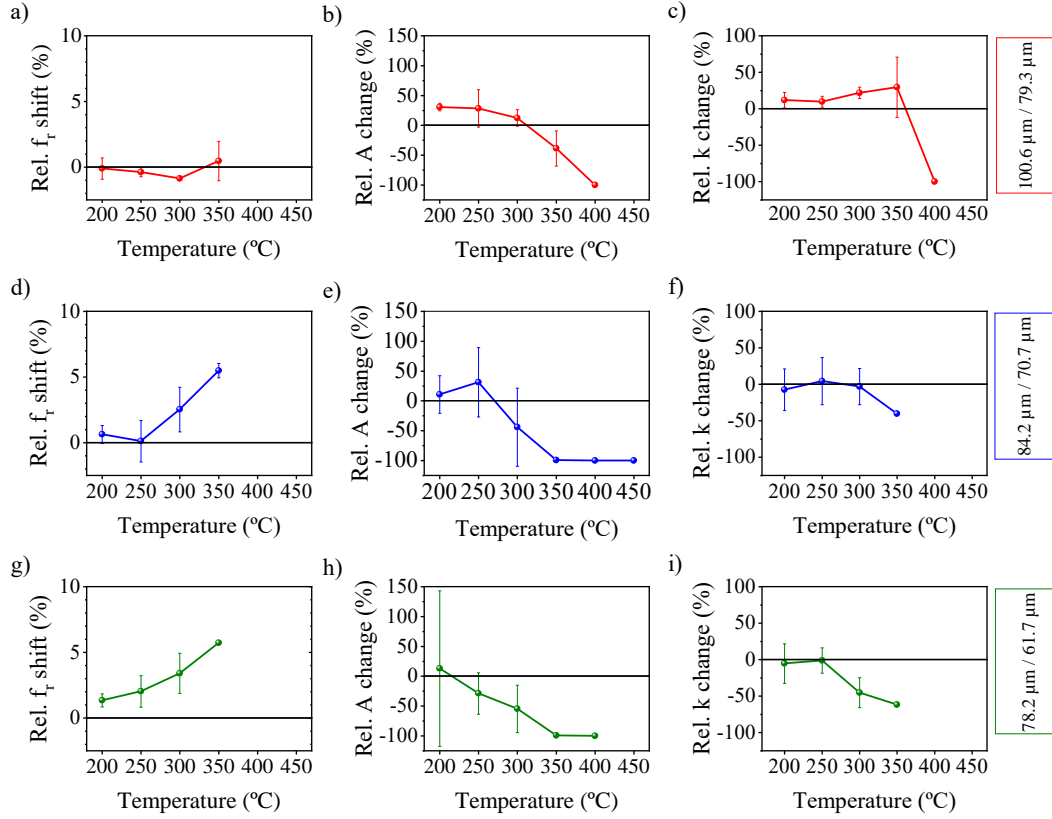 a)
b)
c)
10
5
0
Rel. f_r shift (%)
200 250 300 350 400 450
Temperature (ºC)
150
100
50
0
-50
-100
Rel. A change (%)
200 250 300 350 400 450
Temperature (ºC)
100
50
0
-50
-100
Rel. k change (%)
200 250 300 350 400 450
Temperature (ºC)
100.6 µm / 79.3 µm
d)
e)
f)
10
5
0
Rel. f_r shift (%)
200 250 300 350 400 450
Temperature (ºC)
150
100
50
0
-50
-100
Rel. A change (%)
200 250 300 350 400 450
Temperature (ºC)
100
50
0
-50
-100
Rel. k change (%)
200 250 300 350 400 450
Temperature (ºC)
84.2 µm / 70.7 µm
g)
h)
i)
10
5
0
Rel. f_r shift (%)
200 250 300 350 400 450
Temperature (ºC)
150
100
50
0
-50
-100
Rel. A change (%)
200 250 300 350 400 450
Temperature (ºC)
100
50
0
-50
-100
Rel. k change (%)
200 250 300 350 400 450
Temperature (ºC)
78.2 µm / 61.7 µm